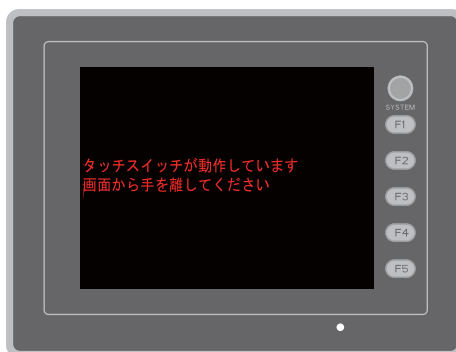 タッチスイッチが動作しています
画面から手を離してください
SYSTEM
F1
F2
F3
F4
F5